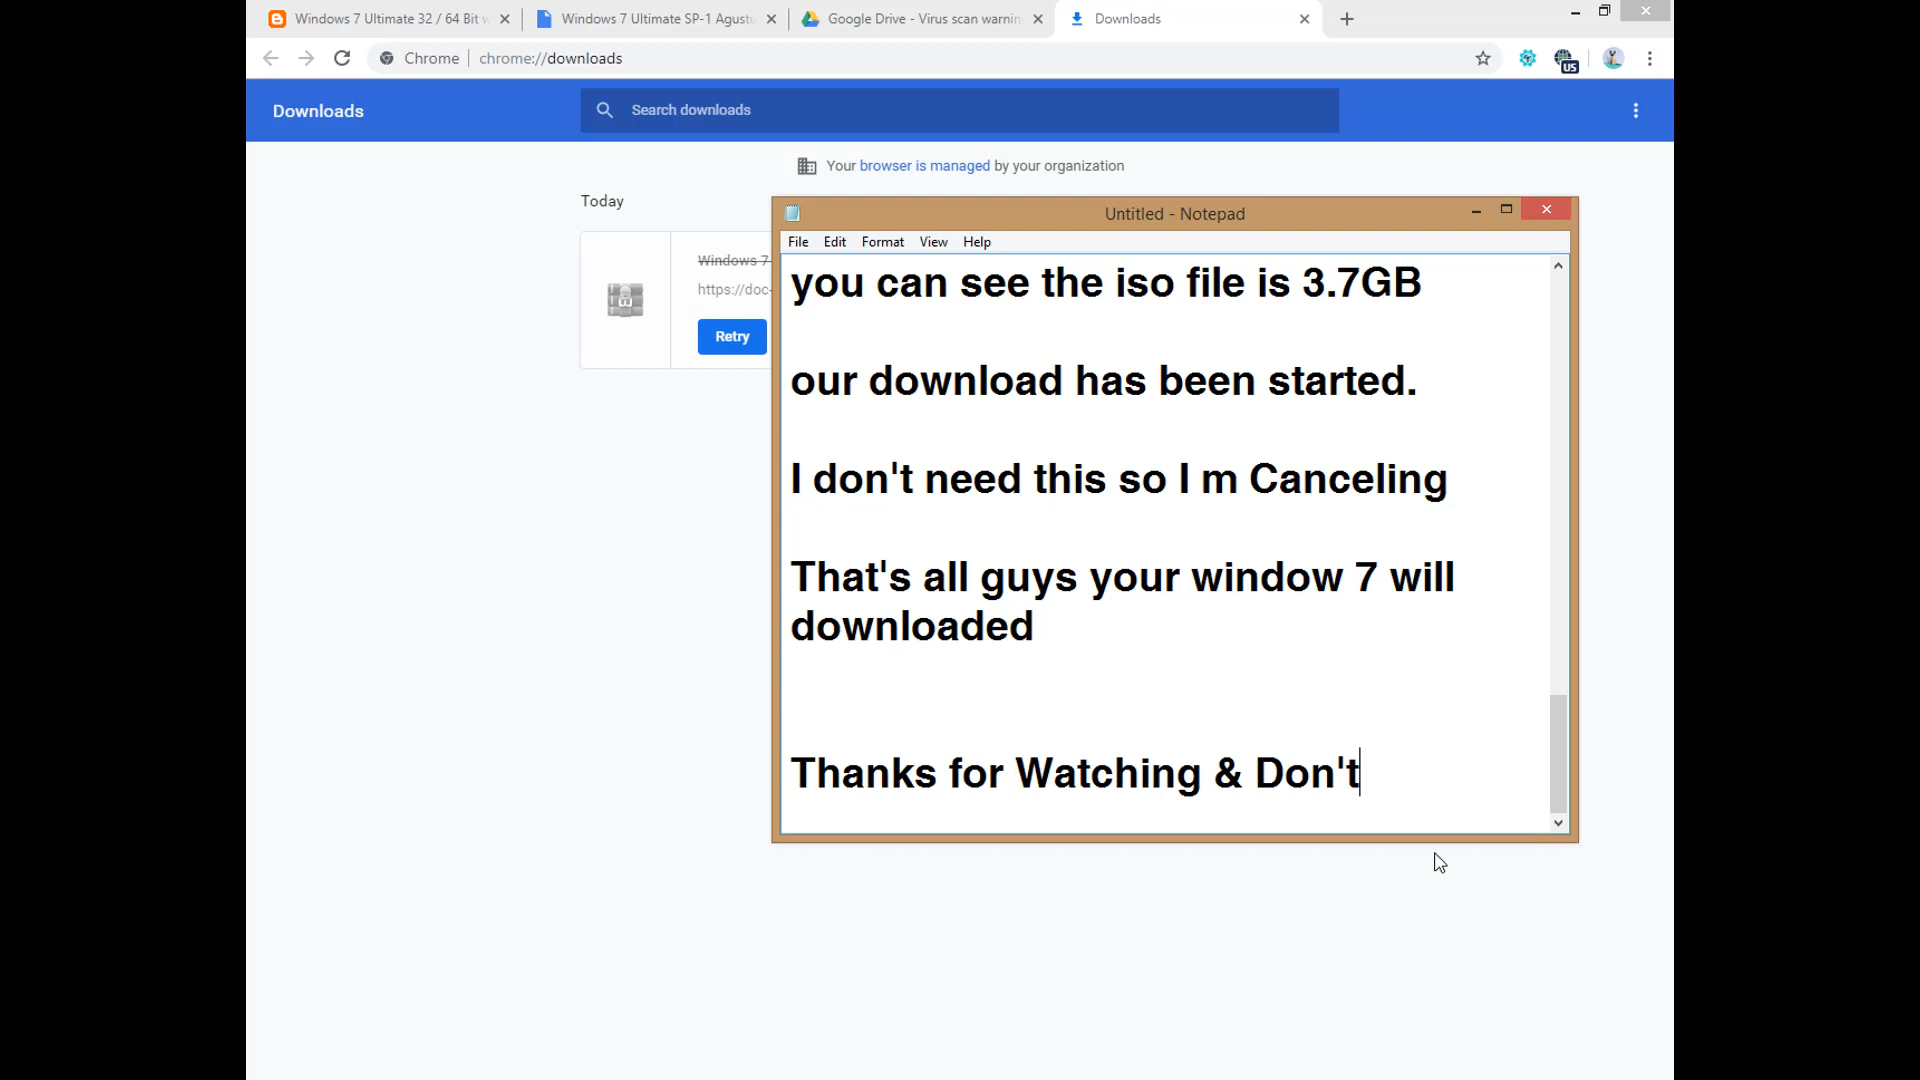 Windows 7 Ultimate 32 / 64 Bit
Windows 7 Ultimate SP-1 Agustu
Google Drive - Virus scan warnin
Downloads
Chrome
chrome://downloads
US
Downloads
Search downloads
Your browser is managed by your organization
Today
Windows 7
https://doc-
Retry
Untitled - Notepad
File Edit Format View Help
you can see the iso file is 3.7GB
our download has been started.
I don't need this so I m Canceling
That's all guys your window 7 will
downloaded
Thanks for Watching & Don't